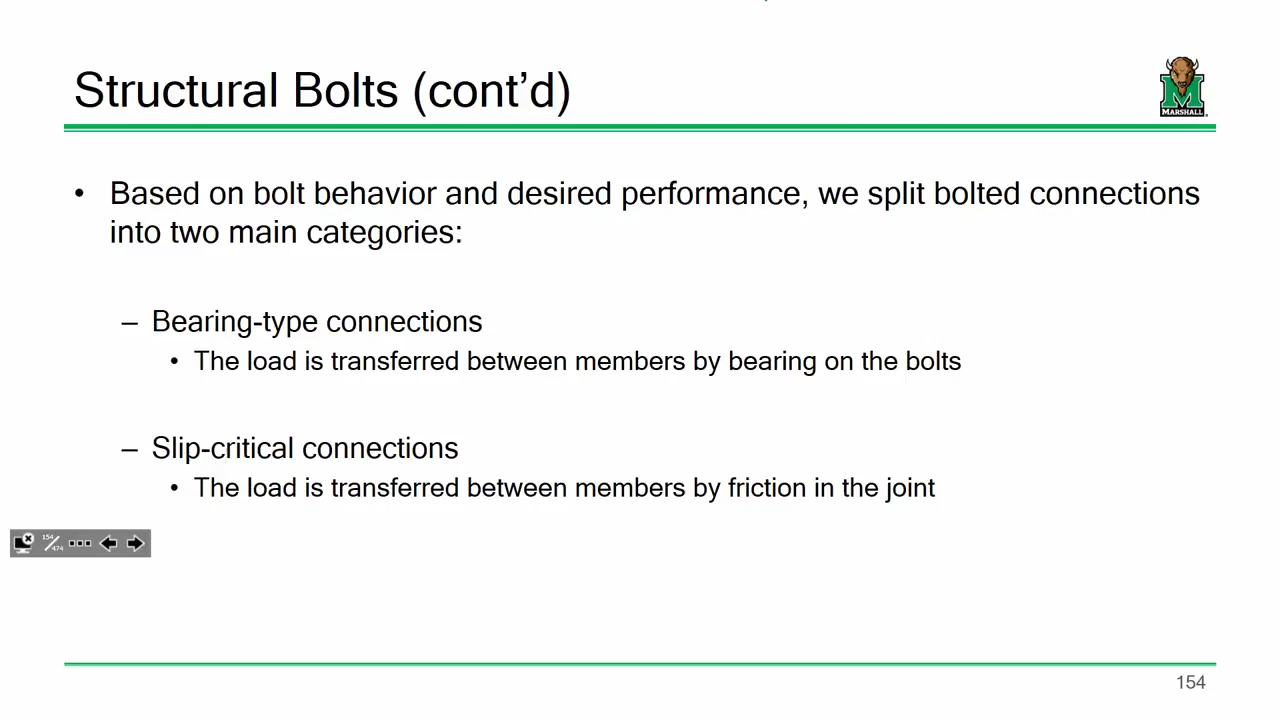 Structural Bolts (cont’d)
MARSHALL
• Based on bolt behavior and desired performance, we split bolted connections
into two main categories:
– Bearing-type connections
• The load is transferred between members by bearing on the bolts
– Slip-critical connections
• The load is transferred between members by friction in the joint
154/474
154